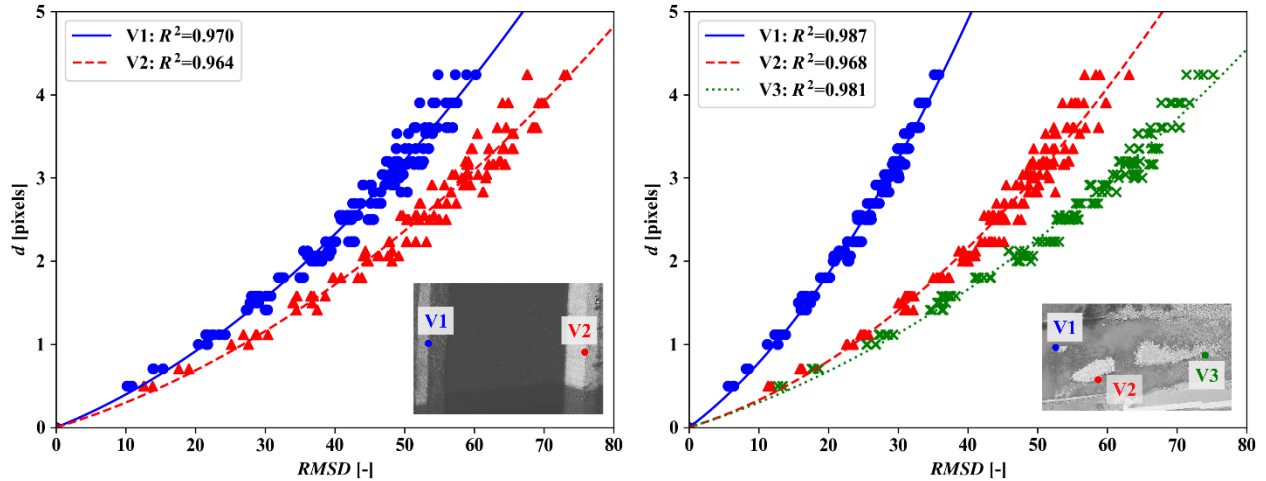 V1: R²=0.970
V2: R²=0.964
d [pixels]
5
4
3
2
1
0
V1
V2
0 10 20 30 40 50 60 70 80
RMSD [-]
V1: R²=0.987
V2: R²=0.968
V3: R²=0.981
d [pixels]
5
4
3
2
1
0
V1
V2
V3
0 10 20 30 40 50 60 70 80
RMSD [-]